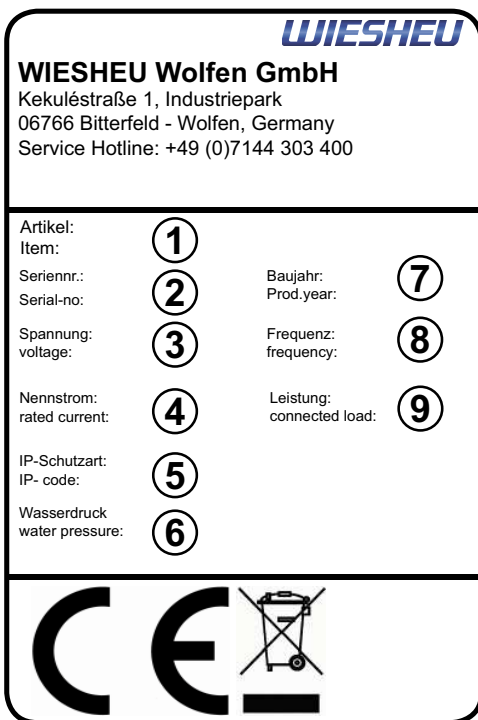 WIESHEU
WIESHEU Wolfen GmbH
Kekuléstraße 1, Industriepark
06766 Bitterfeld - Wolfen, Germany
Service Hotline: +49 (0)7144 303 400
Artikel:
Item:
1
Seriennr.:
Serial-no:
2
Baujahr:
Prod.year:
7
Spannung:
voltage:
3
Frequenz:
frequency:
8
Nennstrom:
rated current:
4
Leistung:
connected load:
9
IP-Schutzart:
IP- code:
5
Wasserdruck
water pressure:
6
CE